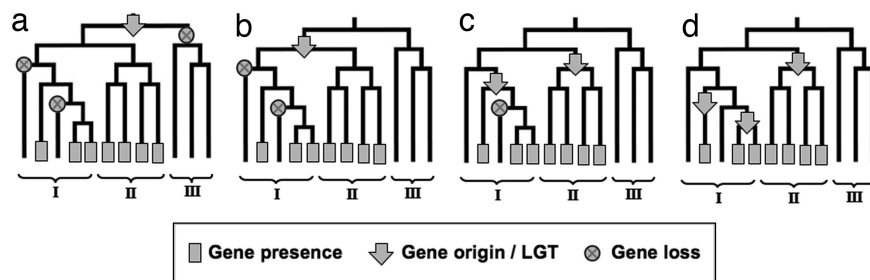 a b c d
I II III I II III I II III I II III
Gene presence Gene origin / LGT Gene loss